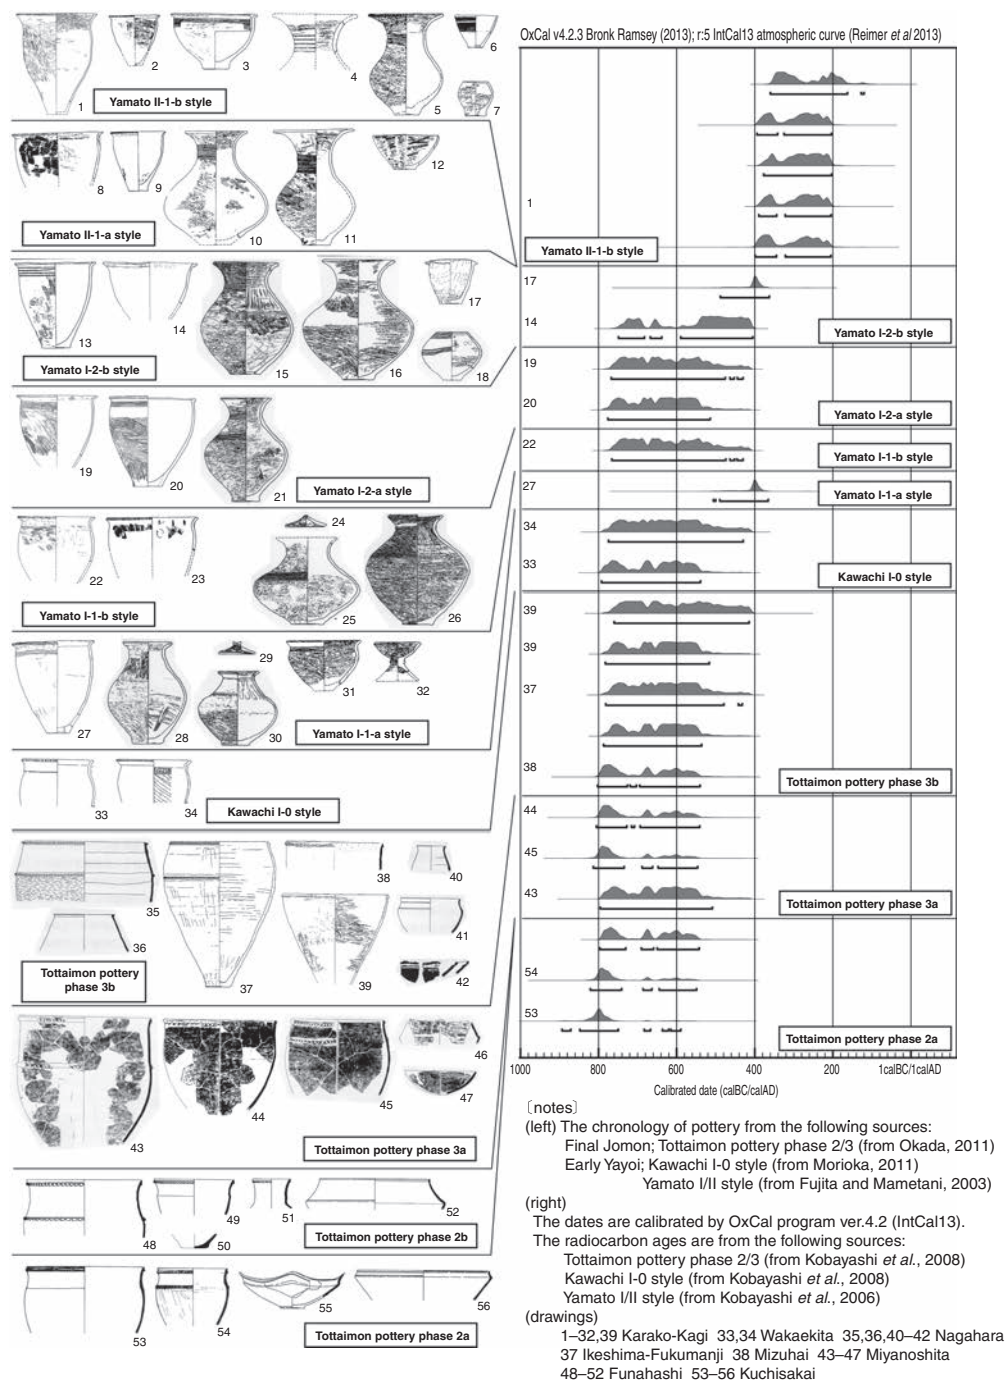 1
2
3
4
5
6
7
Yamato II-1-b style
8
9
10
11
12
Yamato II-1-a style
13
14
15
16
17
18
Yamato I-2-b style
19
20
21
Yamato I-2-a style
22
23
24
25
26
Yamato I-1-b style
27
28
29
30
31
32
Yamato I-1-a style
33
34
Kawachi I-0 style
35
36
37
38
39
40
41
42
Tottaimon pottery
phase 3b
43
44
45
46
47
Tottaimon pottery phase 3a
48
49
50
51
52
Tottaimon pottery phase 2b
53
54
55
56
Tottaimon pottery phase 2a
OxCal v4.2.3 Bronk Ramsey (2013); r:5 IntCal13 atmospheric curve (Reimer et al 2013)
1
Yamato II-1-b style
17
14
Yamato I-2-b style
19
20
Yamato I-2-a style
22
Yamato I-1-b style
27
Yamato I-1-a style
34
33
Kawachi I-0 style
39
39
37
38
Tottaimon pottery phase 3b
44
45
43
Tottaimon pottery phase 3a
54
53
Tottaimon pottery phase 2a
1000 800 600 400 200 1calBC/1calAD
Calibrated date (calBC/calAD)
〔notes〕
(left) The chronology of pottery from the following sources:
Final Jomon; Tottaimon pottery phase 2/3 (from Okada, 2011)
Early Yayoi; Kawachi I-0 style (from Morioka, 2011)
Yamato I/II style (from Fujita and Mametani, 2003)
(right)
The dates are calibrated by OxCal program ver.4.2 (IntCal13).
The radiocarbon ages are from the following sources:
Tottaimon pottery phase 2/3 (from Kobayashi et al., 2008)
Kawachi I-0 style (from Kobayashi et al., 2008)
Yamato I/II style (from Kobayashi et al., 2006)
(drawings)
1–32,39 Karako-Kagi 33,34 Wakaekita 35,36,40–42 Nagahara
37 Ikeshima-Fukumanji 38 Mizuhai 43–47 Miyanoshita
48–52 Funahashi 53–56 Kuchisakai